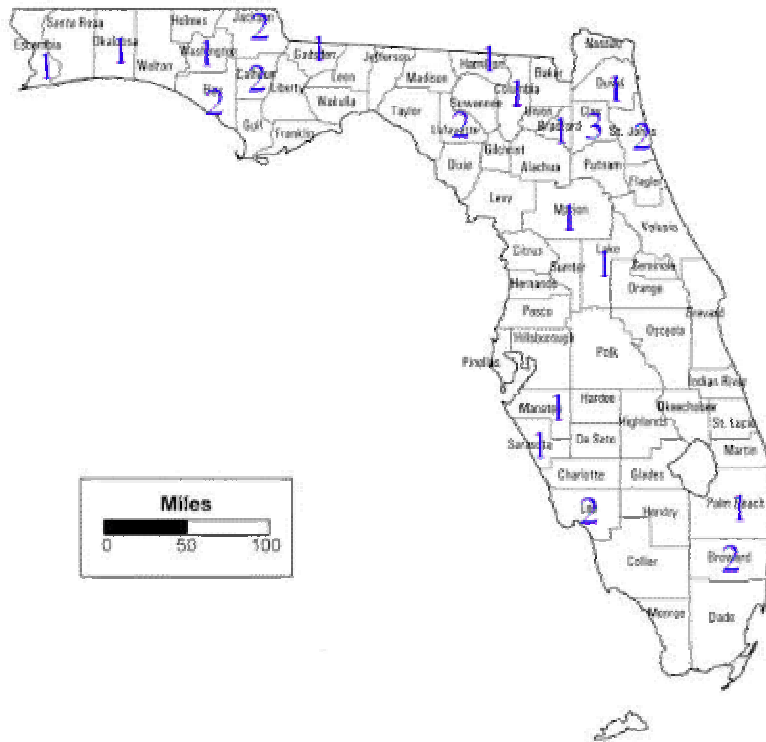 Jackson
2
Holmes
Santa Rosa
Escambia
1
Okaloosa
1
Walton
Washington
1
Bay
2
Calhoun
2
Gadsden
1
Liberty
Leon
Gulf
Franklin
Wakulla
Jefferson
Madison
Taylor
Hamilton
1
Suwannee
Lafayette
2
Columbia
1
Baker
Nassau
Duval
1
Union
Bradford
1
Clay
3
St. Johns
2
Gilchrist
Dixie
Alachua
Putnam
Flagler
Levy
Marion
1
Volusia
Citrus
Sumter
Lake
1
Seminole
Orange
Hernando
Pasco
Brevard
Osceola
Hillsborough
Polk
Pinellas
Indian River
Manatee
1
Hardee
Highlands
Okeechobee
St. Lucie
Sarasota
1
De Soto
Martin
Charlotte
Glades
Lee
2
Hendry
Palm Beach
1
Collier
Broward
2
Monroe
Dade
Miles
0 50 100